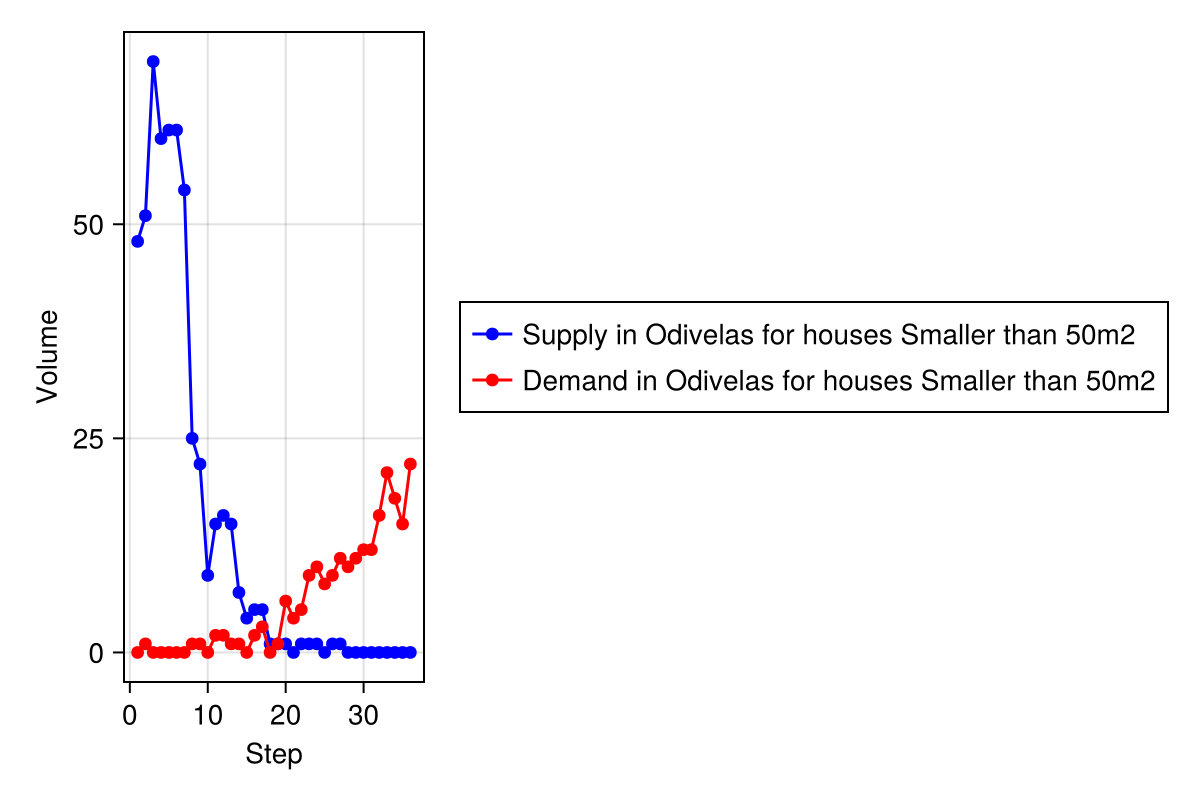 Volume
50
25
0
0 10 20 30
Step
Supply in Odivelas for houses Smaller than 50m2
Demand in Odivelas for houses Smaller than 50m2